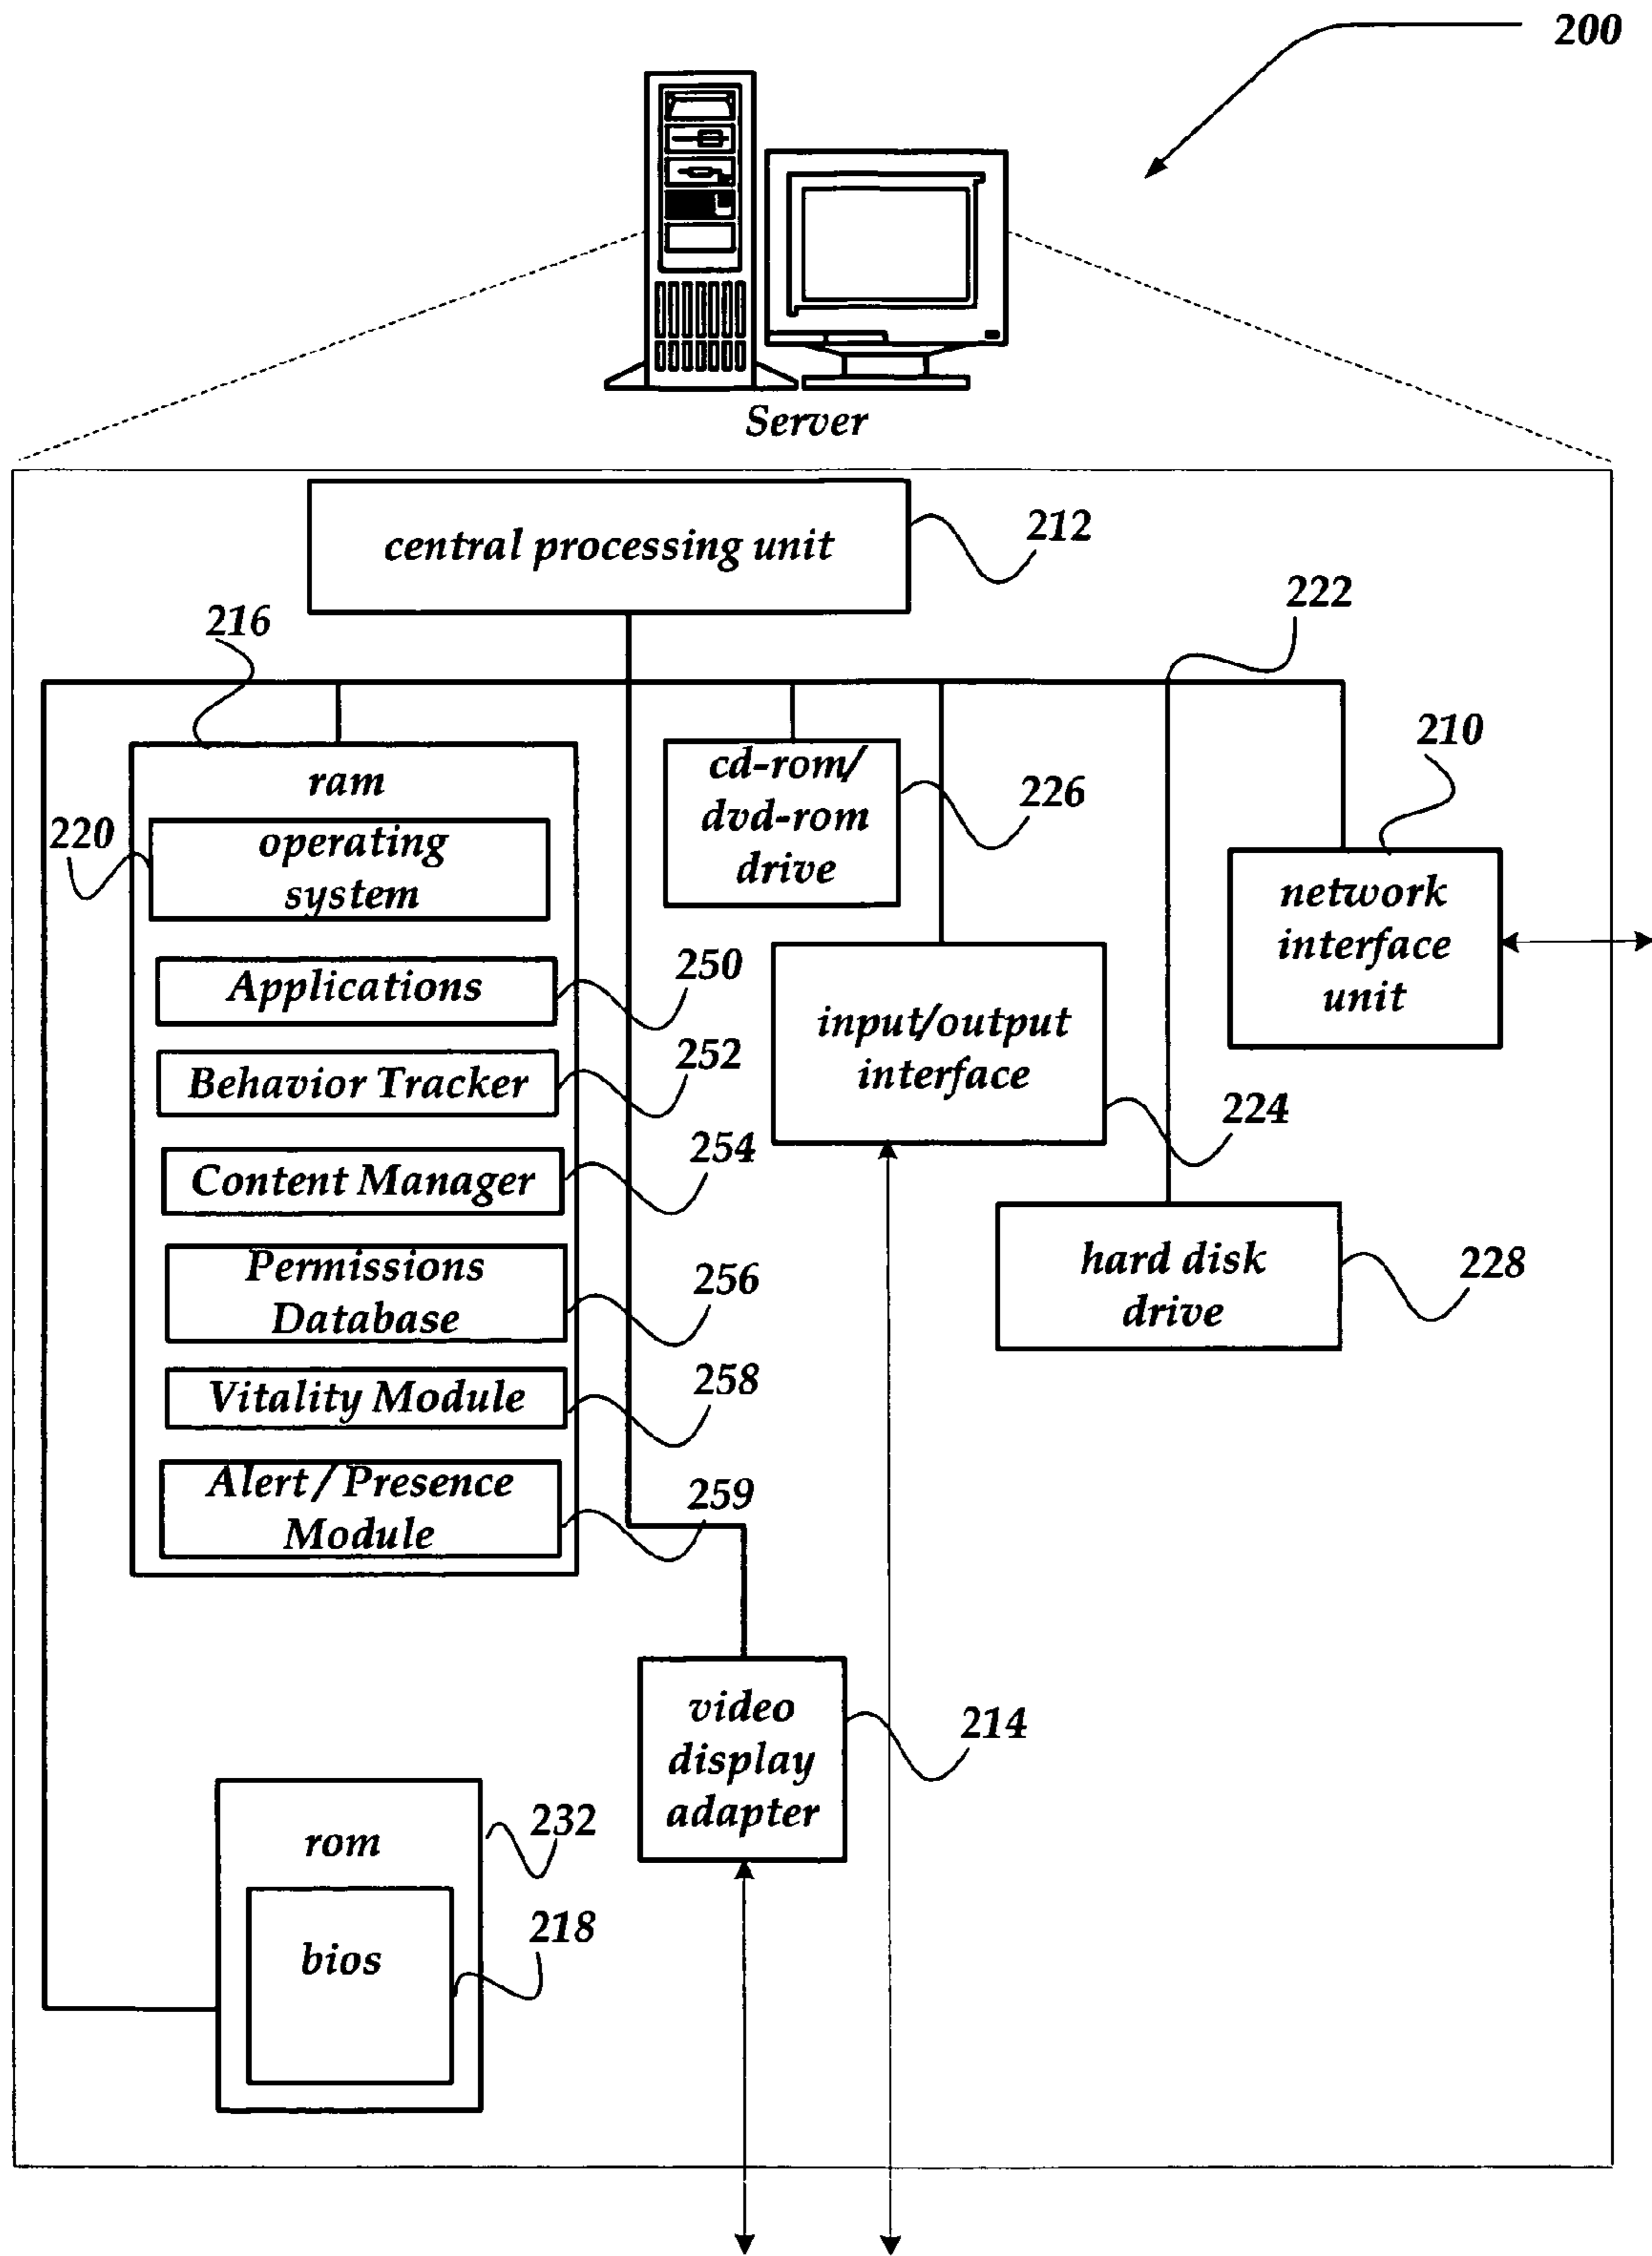 200
Server
central processing unit
212
222
216
210
ram
cd-rom/
dvd-rom
drive
226
220
operating
system
network
interface
unit
Applications
250
input/output
interface
Behavior Tracker
252
224
Content Manager
254
hard disk
drive
228
Permissions
Database
256
Vitality Module
258
Alert / Presence
Module
259
video
display
adapter
214
rom
232
bios
218